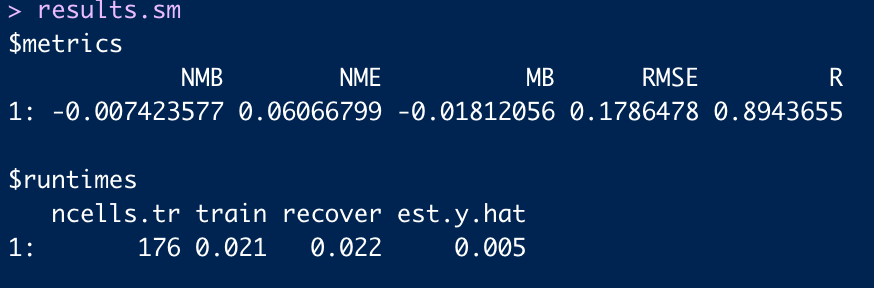 > results.sm
$metrics
NMB NME MB RMSE R
1: -0.007423577 0.06066799 -0.01812056 0.1786478 0.8943655
$runtimes
ncells.tr train recover est.y.hat
1: 176 0.021 0.022 0.005